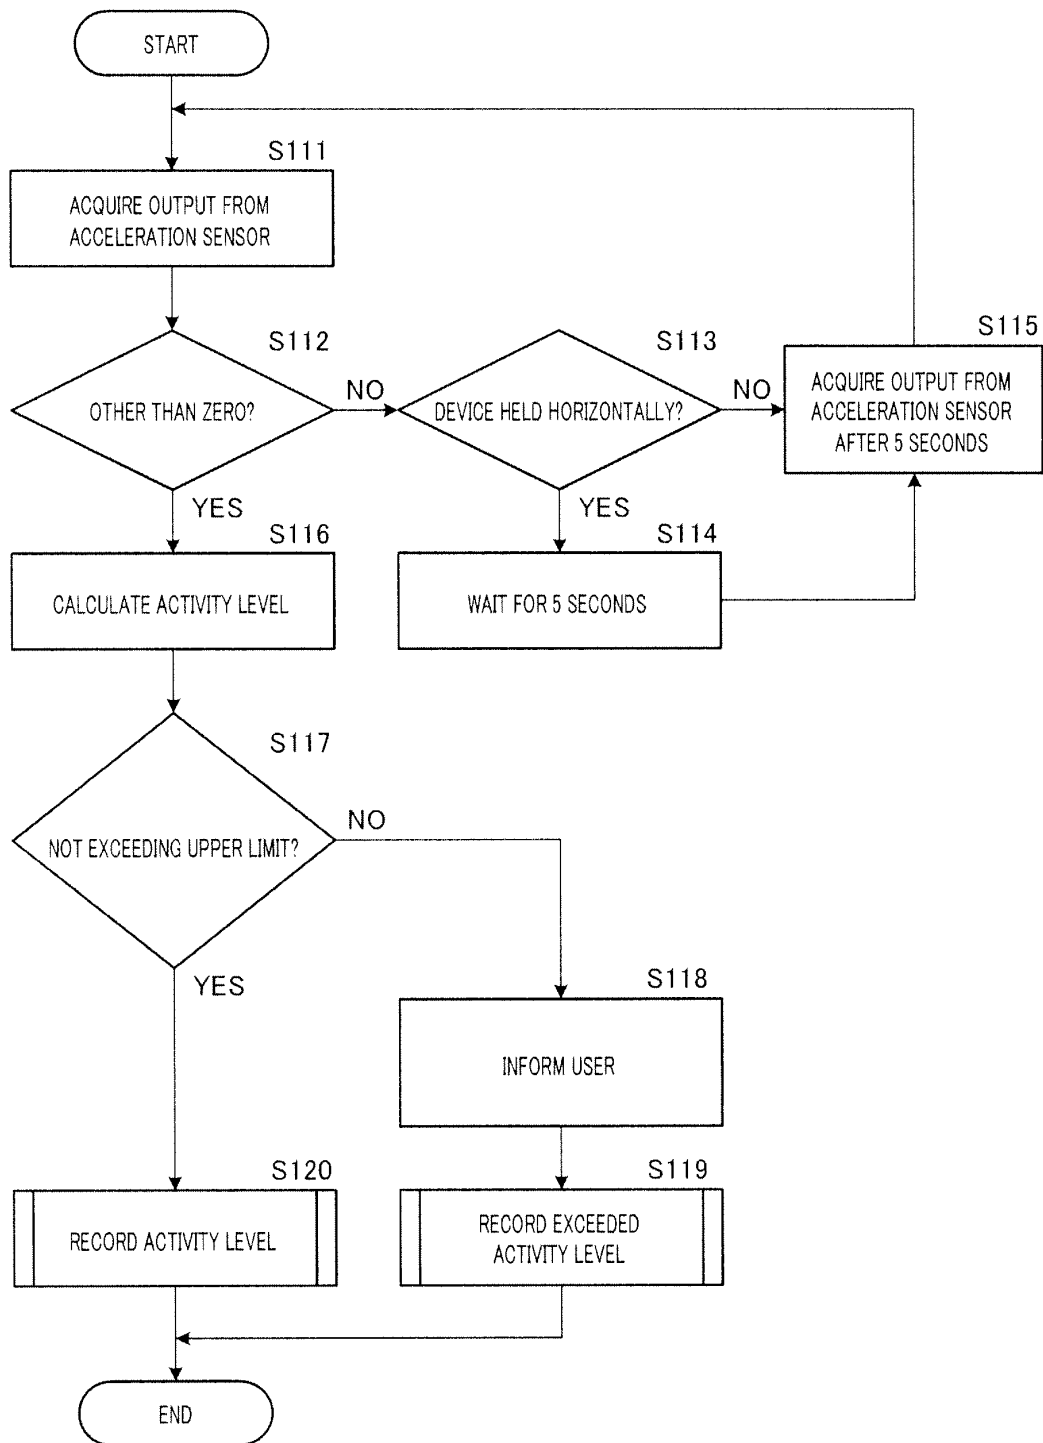 START
S111
ACQUIRE OUTPUT FROM
ACCELERATION SENSOR
S112
OTHER THAN ZERO?
NO
S113
DEVICE HELD HORIZONTALLY?
NO
S115
ACQUIRE OUTPUT FROM
ACCELERATION SENSOR
AFTER 5 SECONDS
YES
YES
S116
CALCULATE ACTIVITY LEVEL
S114
WAIT FOR 5 SECONDS
S117
NOT EXCEEDING UPPER LIMIT?
NO
YES
S118
INFORM USER
S120
RECORD ACTIVITY LEVEL
S119
RECORD EXCEEDED
ACTIVITY LEVEL
END